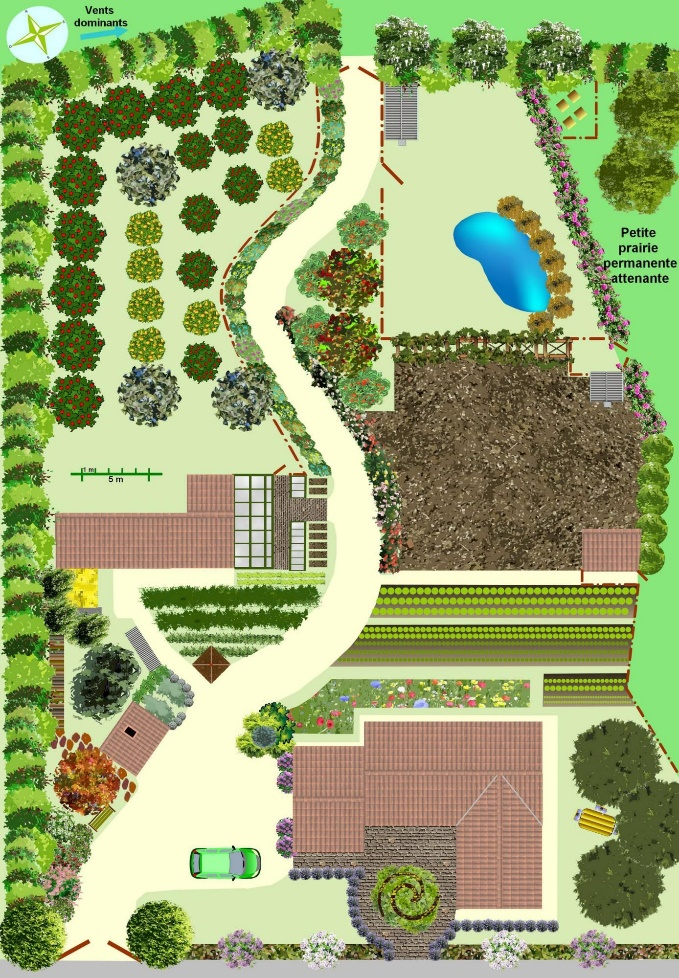 Vents
dominants
Petite
prairie
permanente
attenante
1 m
5 m